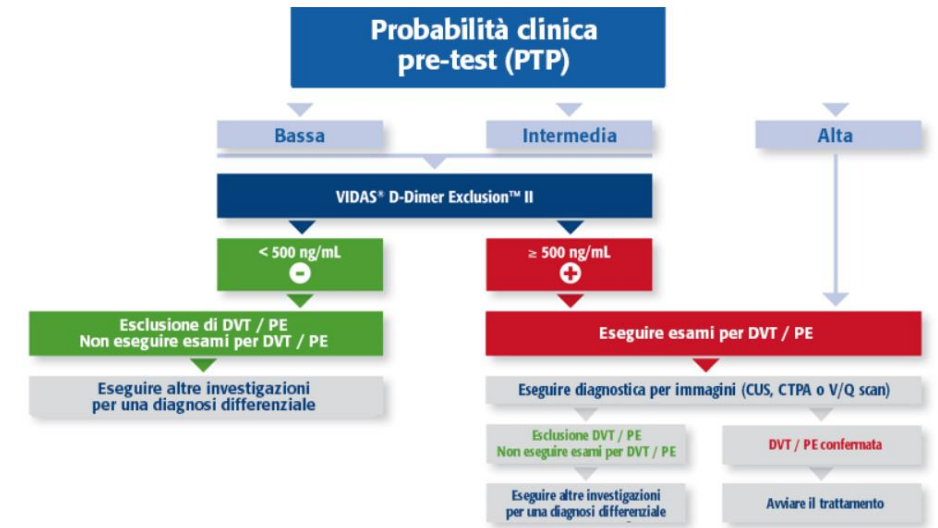 Probabilità clinica
pre-test (PTP)
Bassa
Intermedia
Alta
VIDAS® D-Dimer Exclusion™ II
< 500 ng/mL
≥ 500 ng/mL
Esclusione di DVT / PE
Non eseguire esami per DVT / PE
Eseguire esami per DVT / PE
Eseguire altre investigazioni
per una diagnosi differenziale
Eseguire diagnostica per immagini (CUS, CTPA o V/Q scan)
Esclusione DVT / PE
Non eseguire esami per DVT / PE
DVT / PE confermata
Eseguire altre investigazioni
per una diagnosi differenziale
Avviare il trattamento